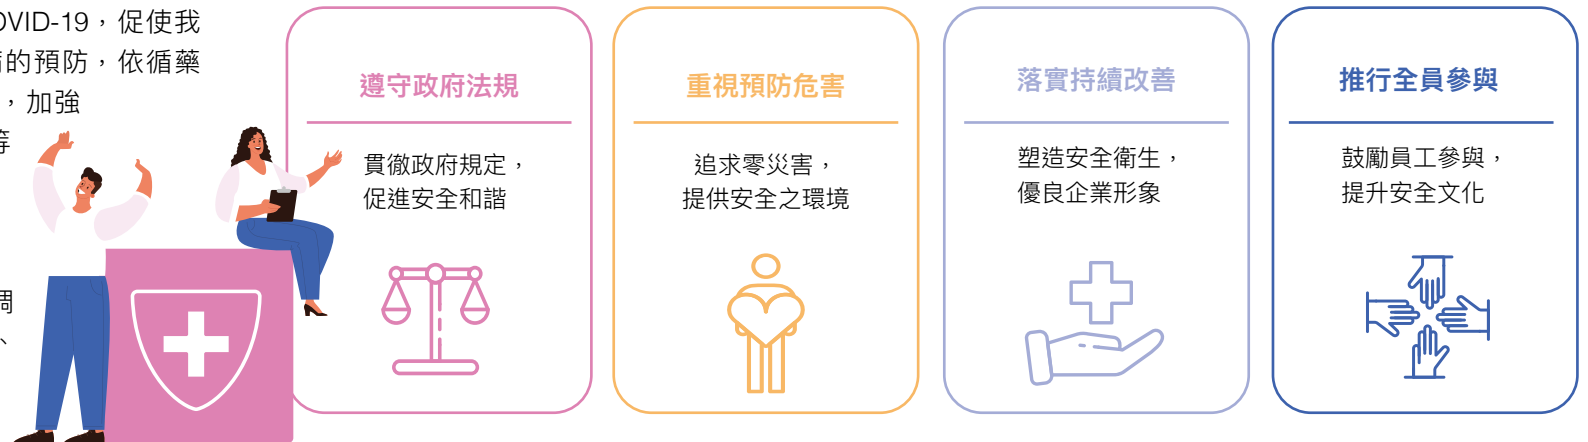 OVID-19，促使我
的預防，依循藥
，加強
等
調
、
遵守政府法規
貫徹政府規定，
促進安全和諧
重視預防危害
追求零災害，
提供安全之環境
落實持續改善
塑造安全衛生，
優良企業形象
推行全員參與
鼓勵員工參與，
提升安全文化